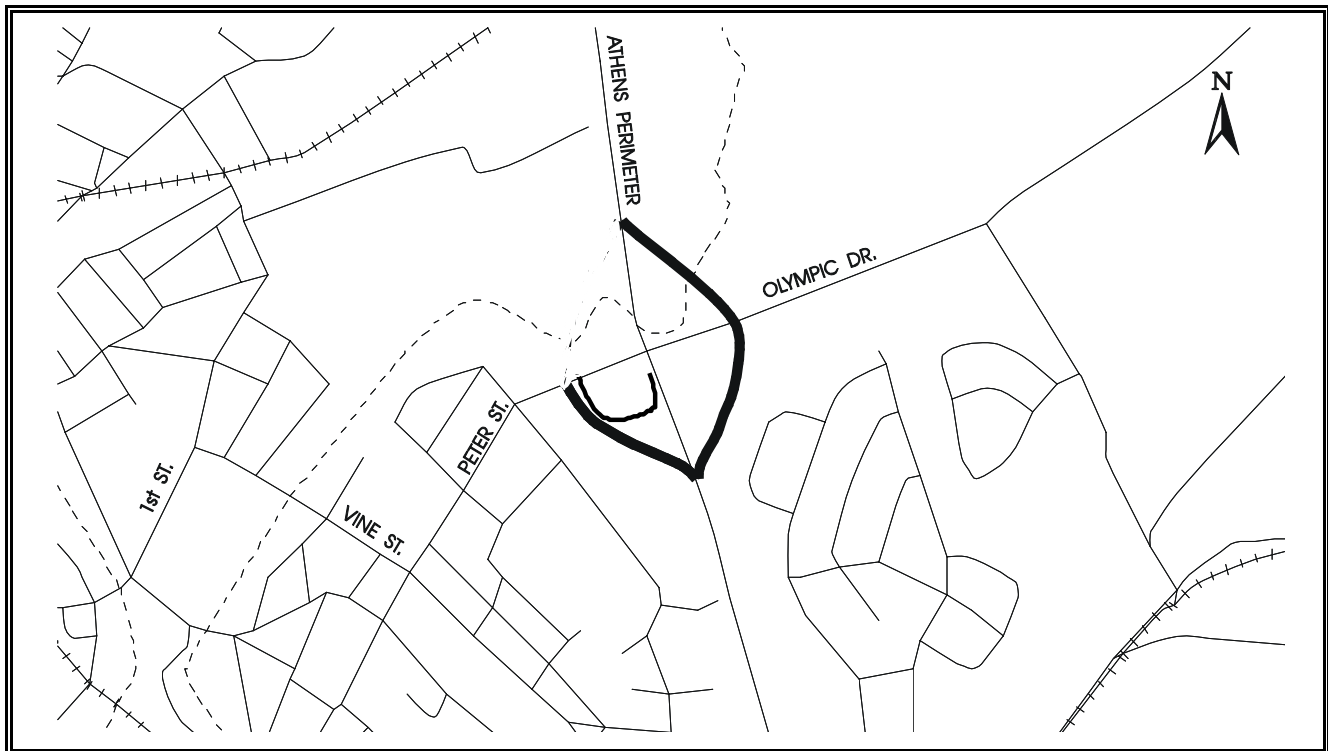 N
ATHENS PERIMETER
OLYMPIC DR.
PETER ST.
1st ST.
VINE ST.